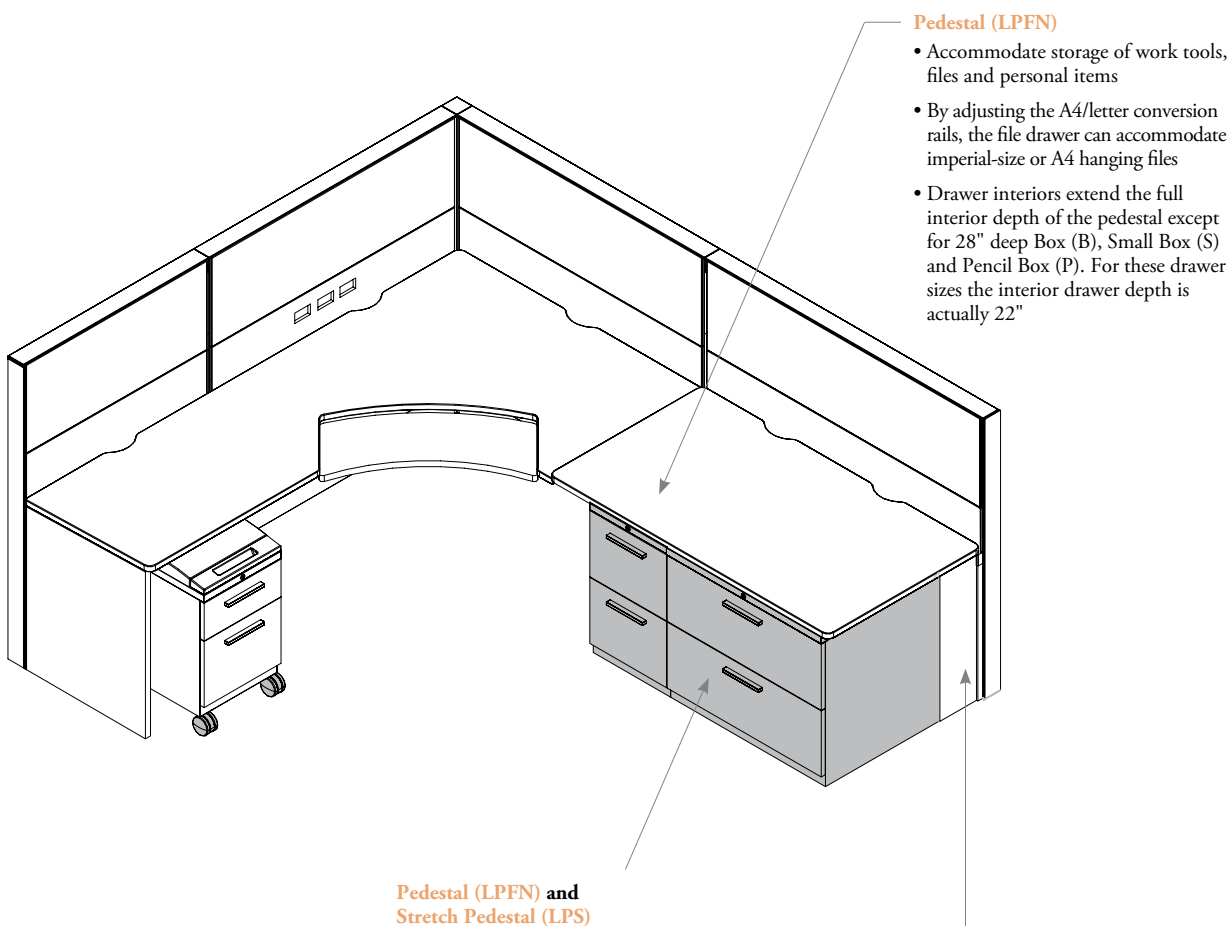 Pedestal (LPFN)
• Accommodate storage of work tools,
files and personal items
• By adjusting the A4/letter conversion
rails, the file drawer can accommodate
imperial-size or A4 hanging files
• Drawer interiors extend the full
interior depth of the pedestal except
for 28" deep Box (B), Small Box (S)
and Pencil Box (P). For these drawer
sizes the interior drawer depth is
actually 22"
Pedestal (LPFN) and
Stretch Pedestal (LPS)